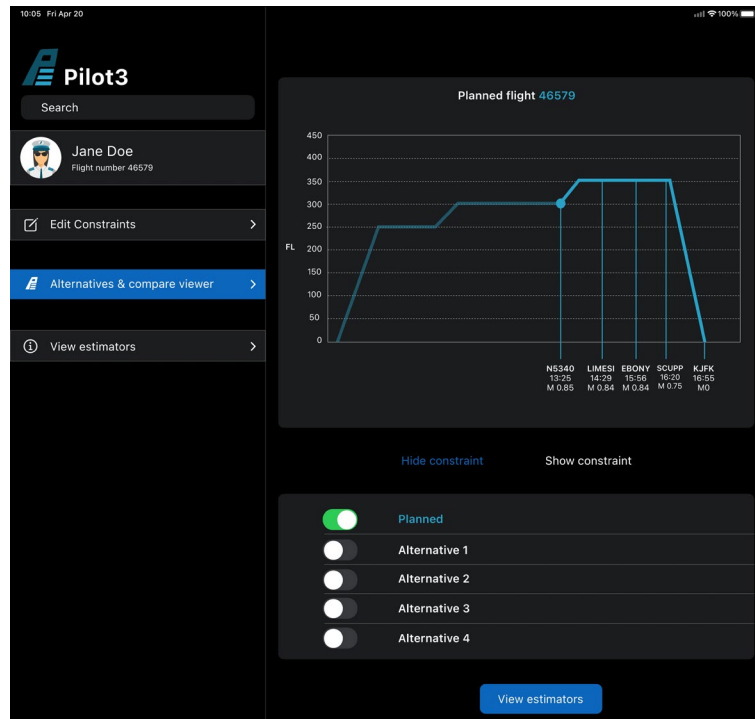 10:05 Fri Apr 20
100%
Pilot3
Search
Jane Doe
Flight number 46579
Edit Constraints
Alternatives & compare viewer
View estimators
Planned flight 46579
450
400
350
300
250
FL
200
150
100
50
0
N5340 LIMESI EBONY SCUPP KJFK
13:25 14:29 15:56 16:20 16:55
M 0.85 M 0.84 M 0.84 M 0.75 M0
Hide constraint Show constraint
Planned
Alternative 1
Alternative 2
Alternative 3
Alternative 4
View estimators